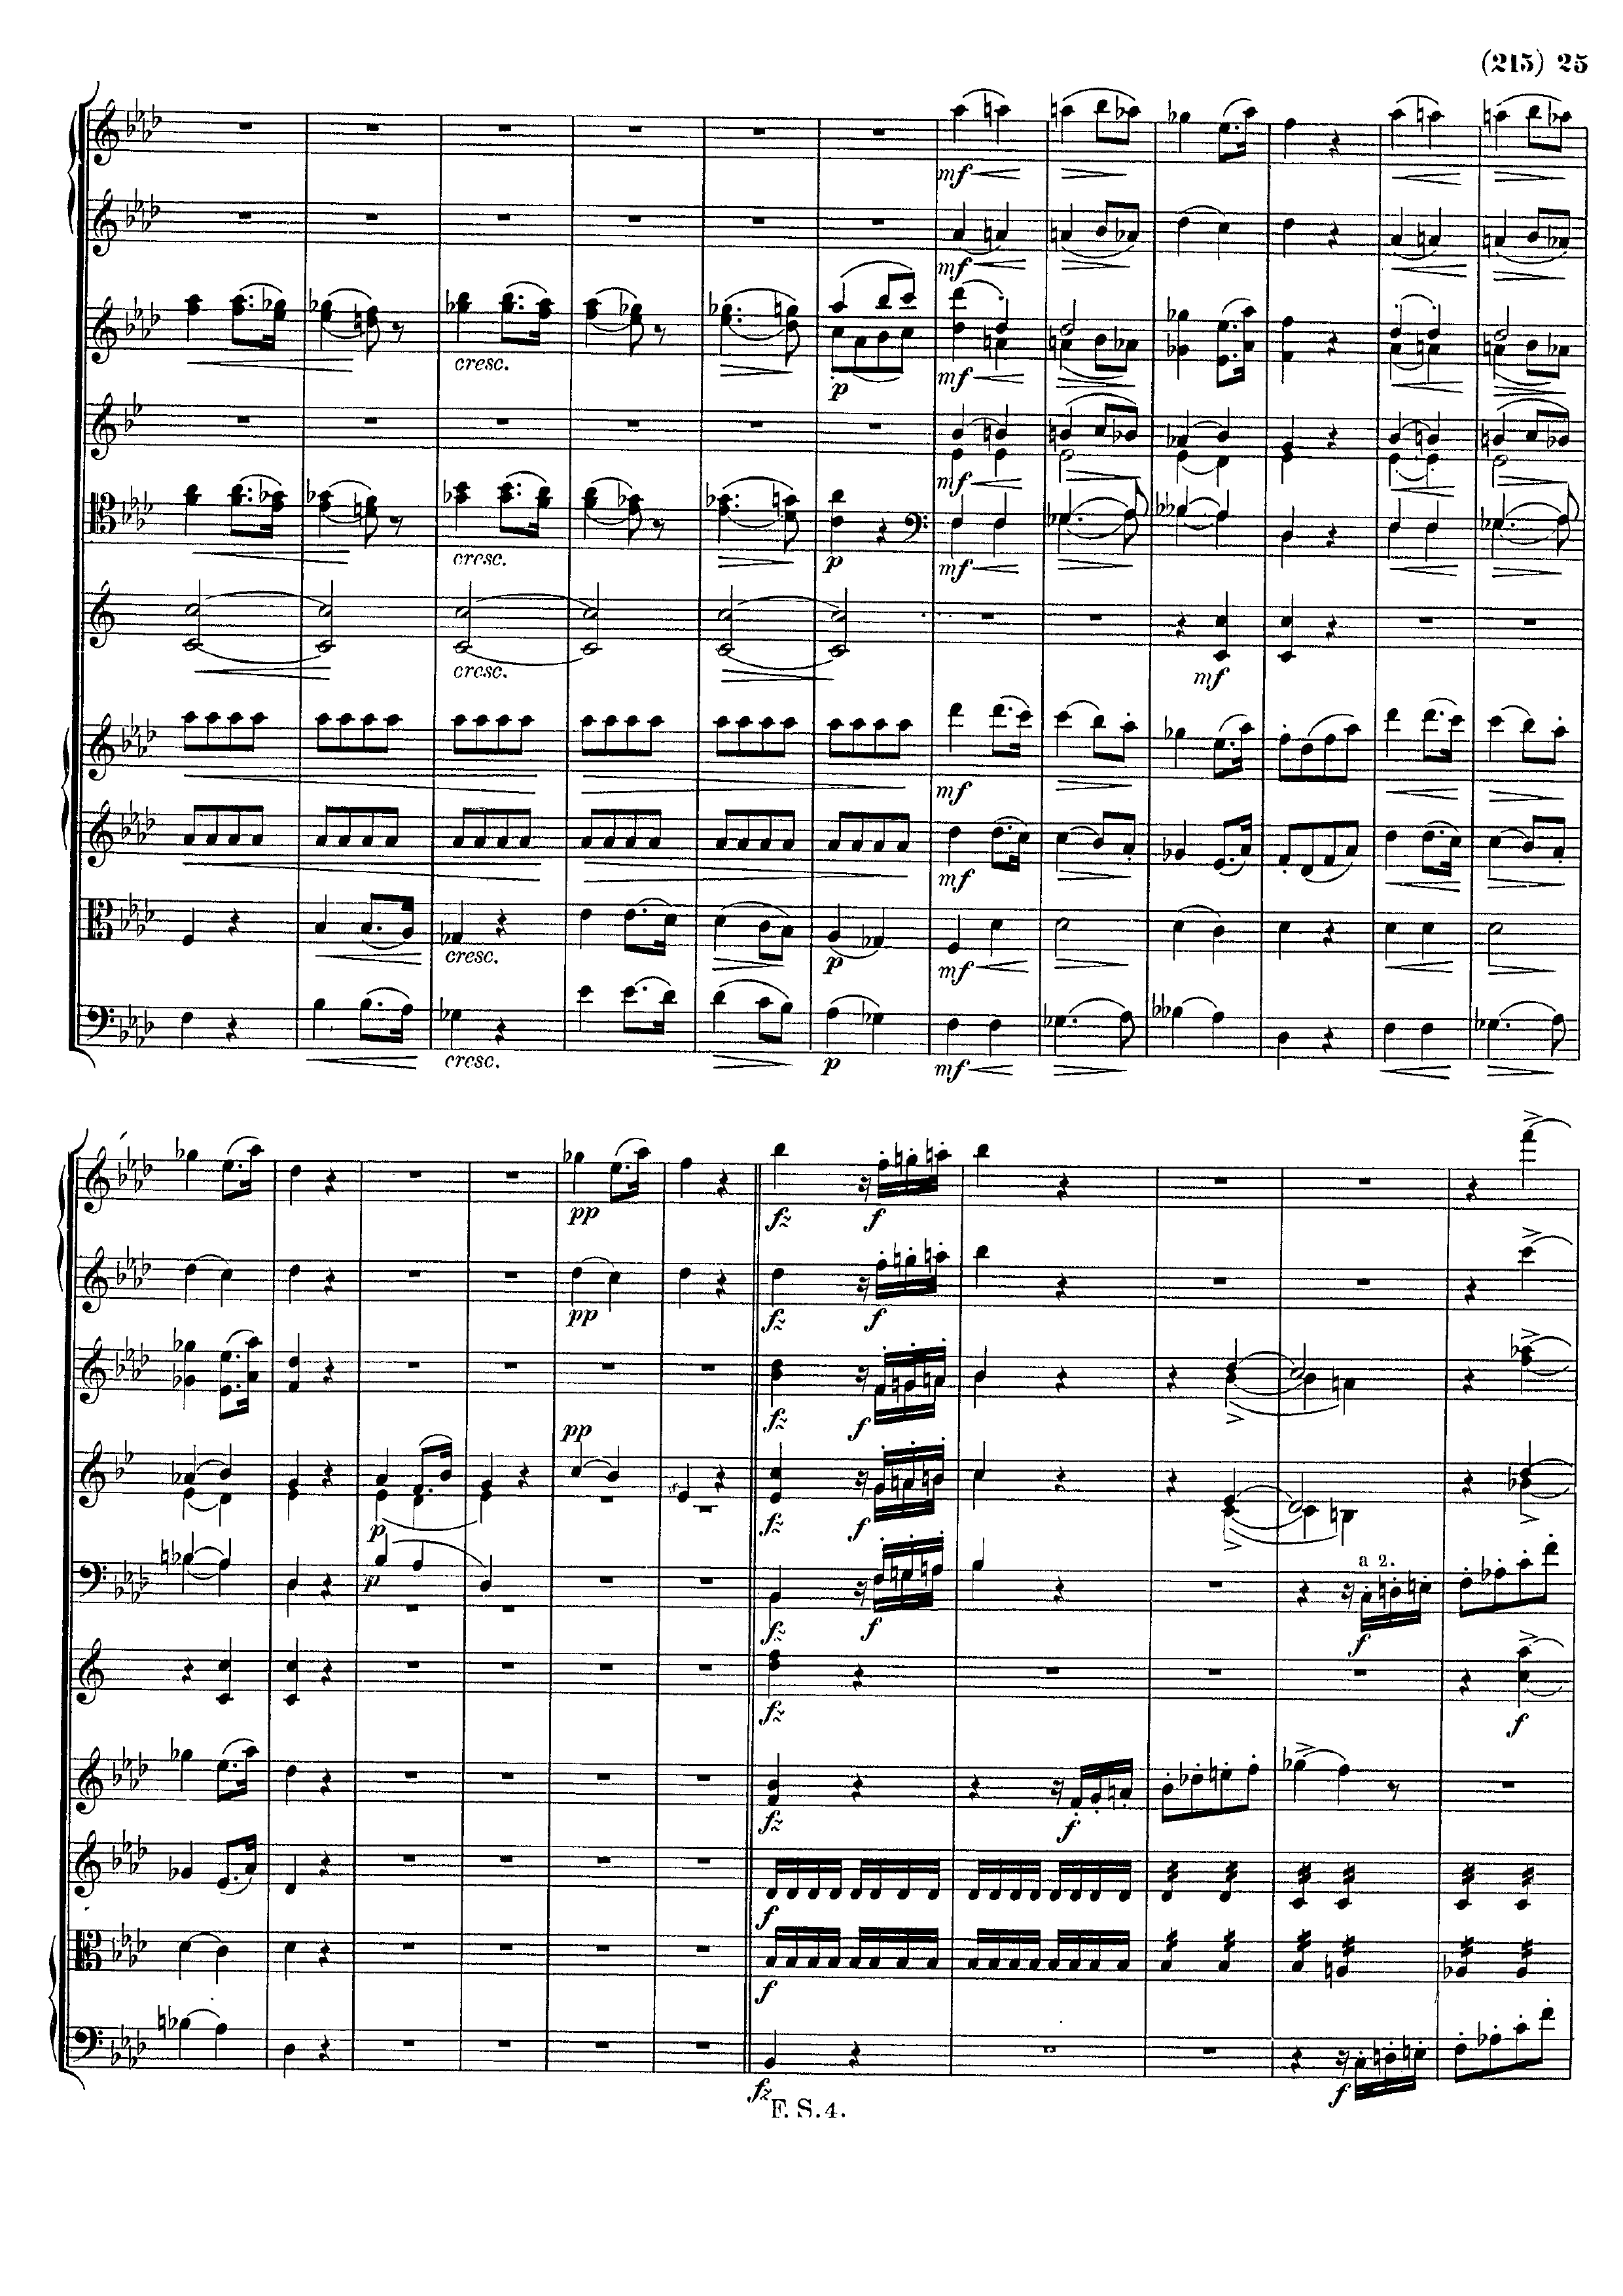 (215) 25
mf
mf
p mf
mf
cresc.
cresc. p mf
cresc. mf
mf
mf
cresc. p mf
cresc. p mf
pp fz f
pp fz f
fz f
pp
p fz f
a 2.
p fz f f
fz f
fz f
f
f
fz f
F. S. 4.